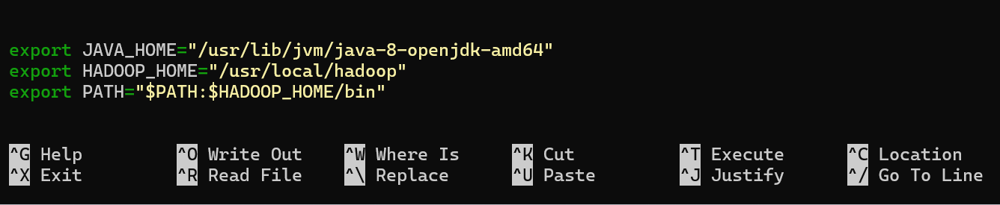 export JAVA_HOME="/usr/lib/jvm/java-8-openjdk-amd64"
export HADOOP_HOME="/usr/local/hadoop"
export PATH="$PATH:$HADOOP_HOME/bin"
^G Help ^O Write Out ^W Where Is ^K Cut ^T Execute ^C Location
^X Exit ^R Read File ^\ Replace ^U Paste ^J Justify ^/ Go To Line